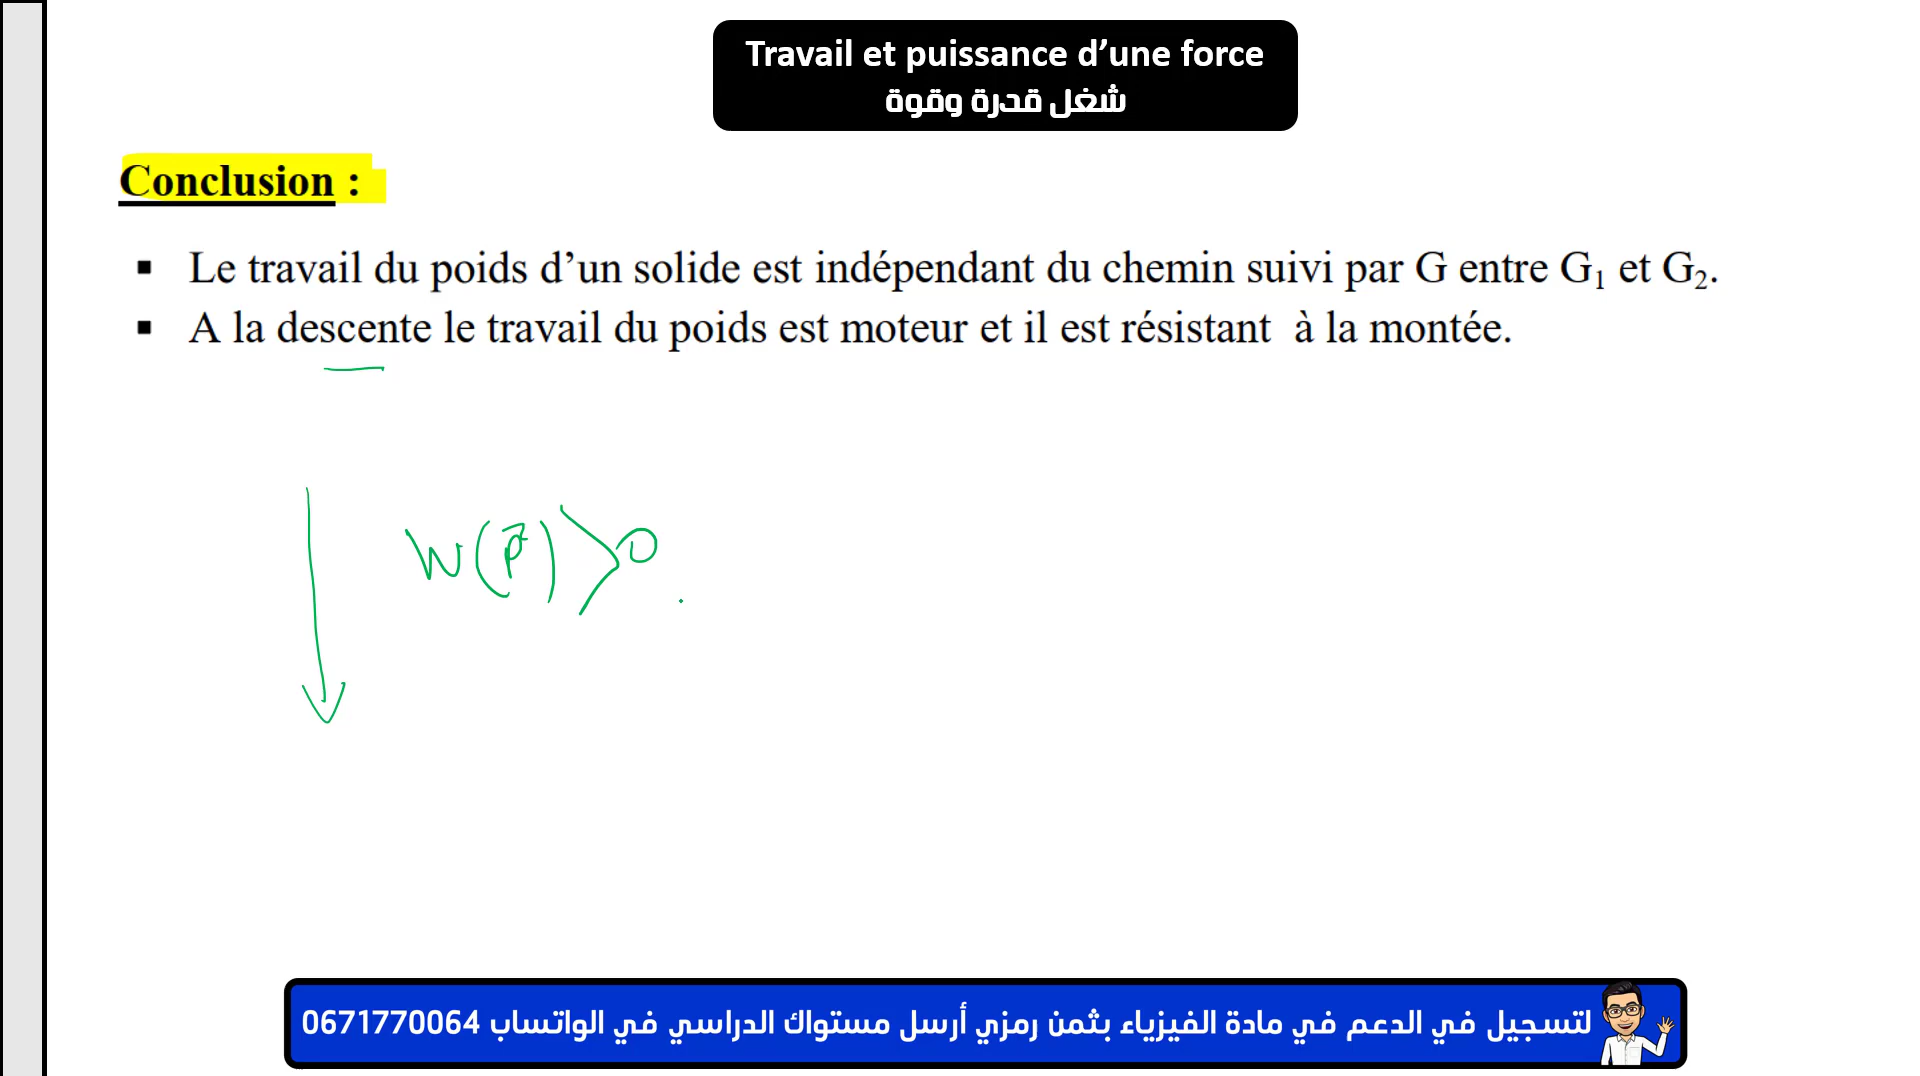 Travail et puissance d’une force
شغل قدرة وقوة
Conclusion :
▪ Le travail du poids d’un solide est indépendant du chemin suivi par G entre G₁ et G₂.
▪ A la descente le travail du poids est moteur et il est résistant à la montée.
W(P⃗) > 0
لتسجيل في الدعم في مادة الفيزياء بثمن رمزي أرسل مستواك الدراسي في الواتساب 0671770064